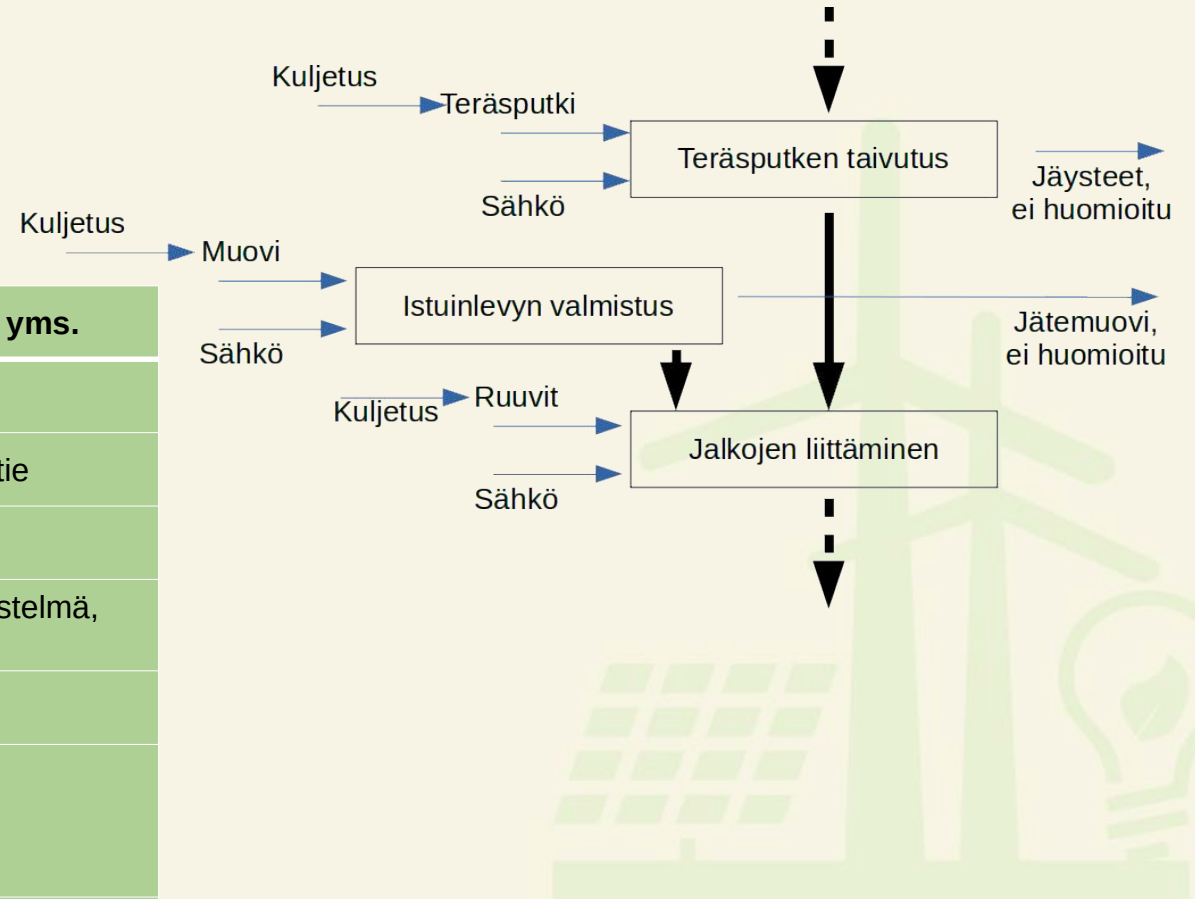 Kuljetus
Teräsputki
Teräsputken taivutus
Jäysteet,
ei huomioitu
Sähkö
Kuljetus
Muovi
Istuinlevyn valmistus
Jätemuovi,
ei huomioitu
Sähkö
Kuljetus
Ruuvit
Jalkojen liittäminen
Sähkö
yms.
tie
stelmä,